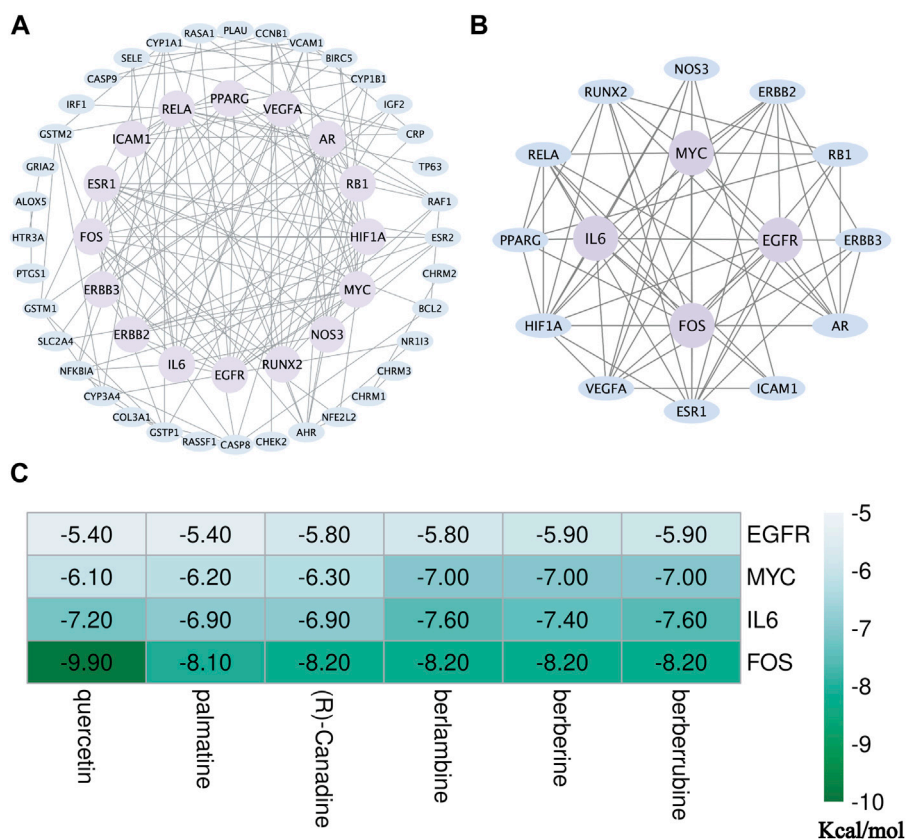 A
PLAU
RASA1
CCNB1
CYP1A1
VCAM1
SELE
BIRC5
CASP9
CYP1B1
IRF1
IGF2
GSTM2
CRP
GRIA2
TP63
ALOX5
RAF1
HTR3A
ESR2
PTGS1
CHRM2
GSTM1
BCL2
SLC2A4
NR1I3
NFKBIA
CHRM3
CYP3A4
CHRM1
COL3A1
NFE2L2
GSTP1
AHR
RASSF1
CHEK2
CASP8
PPARG
RELA
VEGFA
ICAM1
AR
ESR1
RB1
FOS
HIF1A
ERBB3
MYC
ERBB2
NOS3
IL6
RUNX2
EGFR
B
NOS3
RUNX2
ERBB2
RELA
MYC
RB1
PPARG
IL6
EGFR
ERBB3
HIF1A
FOS
AR
VEGFA
ICAM1
ESR1
C
-5.40 -5.40 -5.80 -5.80 -5.90 -5.90 EGFR
-6.10 -6.20 -6.30 -7.00 -7.00 -7.00 MYC
-7.20 -6.90 -6.90 -7.60 -7.40 -7.60 IL6
-9.90 -8.10 -8.20 -8.20 -8.20 -8.20 FOS
quercetin
palmatine
(R)-Canadine
berlambine
berberine
berberrubine
-5
-6
-7
-8
-9
-10
Kcal/mol